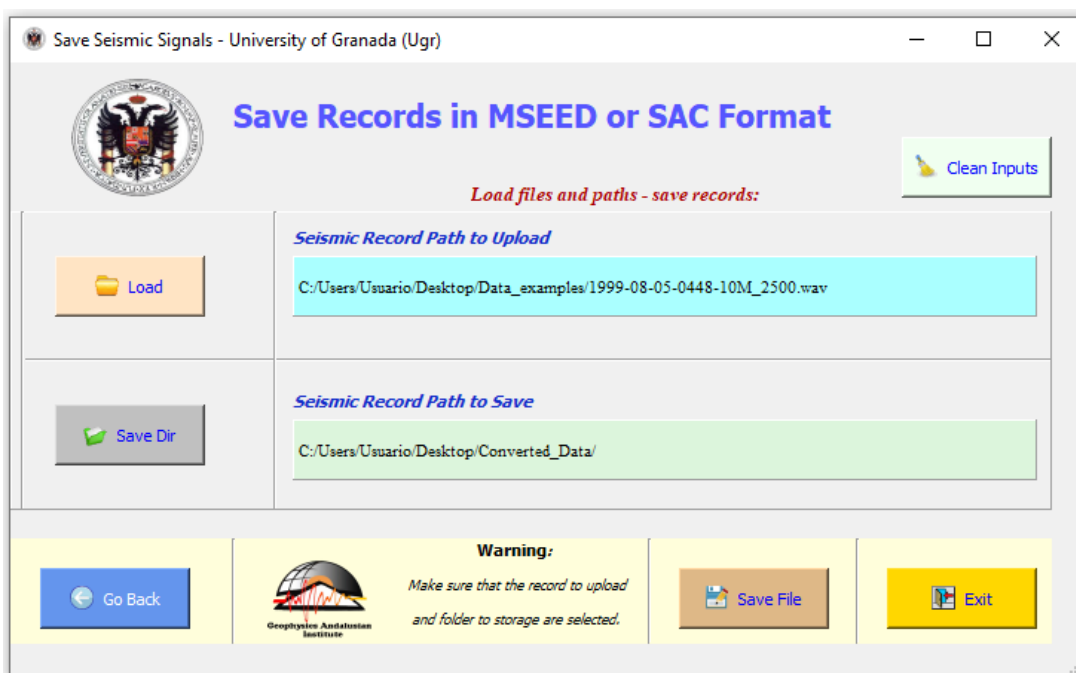 Save Seismic Signals - University of Granada (Ugr)
Save Records in MSEED or SAC Format
Clean Inputs
Load files and paths - save records:
Seismic Record Path to Upload
Load
C:/Users/Usuario/Desktop/Data_examples/1999-08-05-0448-10M_2500.wav
Seismic Record Path to Save
Save Dir
C:/Users/Usuario/Desktop/Converted_Data/
Go Back
Geophysics Andalusian
Institute
Warning:
Make sure that the record to upload
and folder to storage are selected.
Save File
Exit